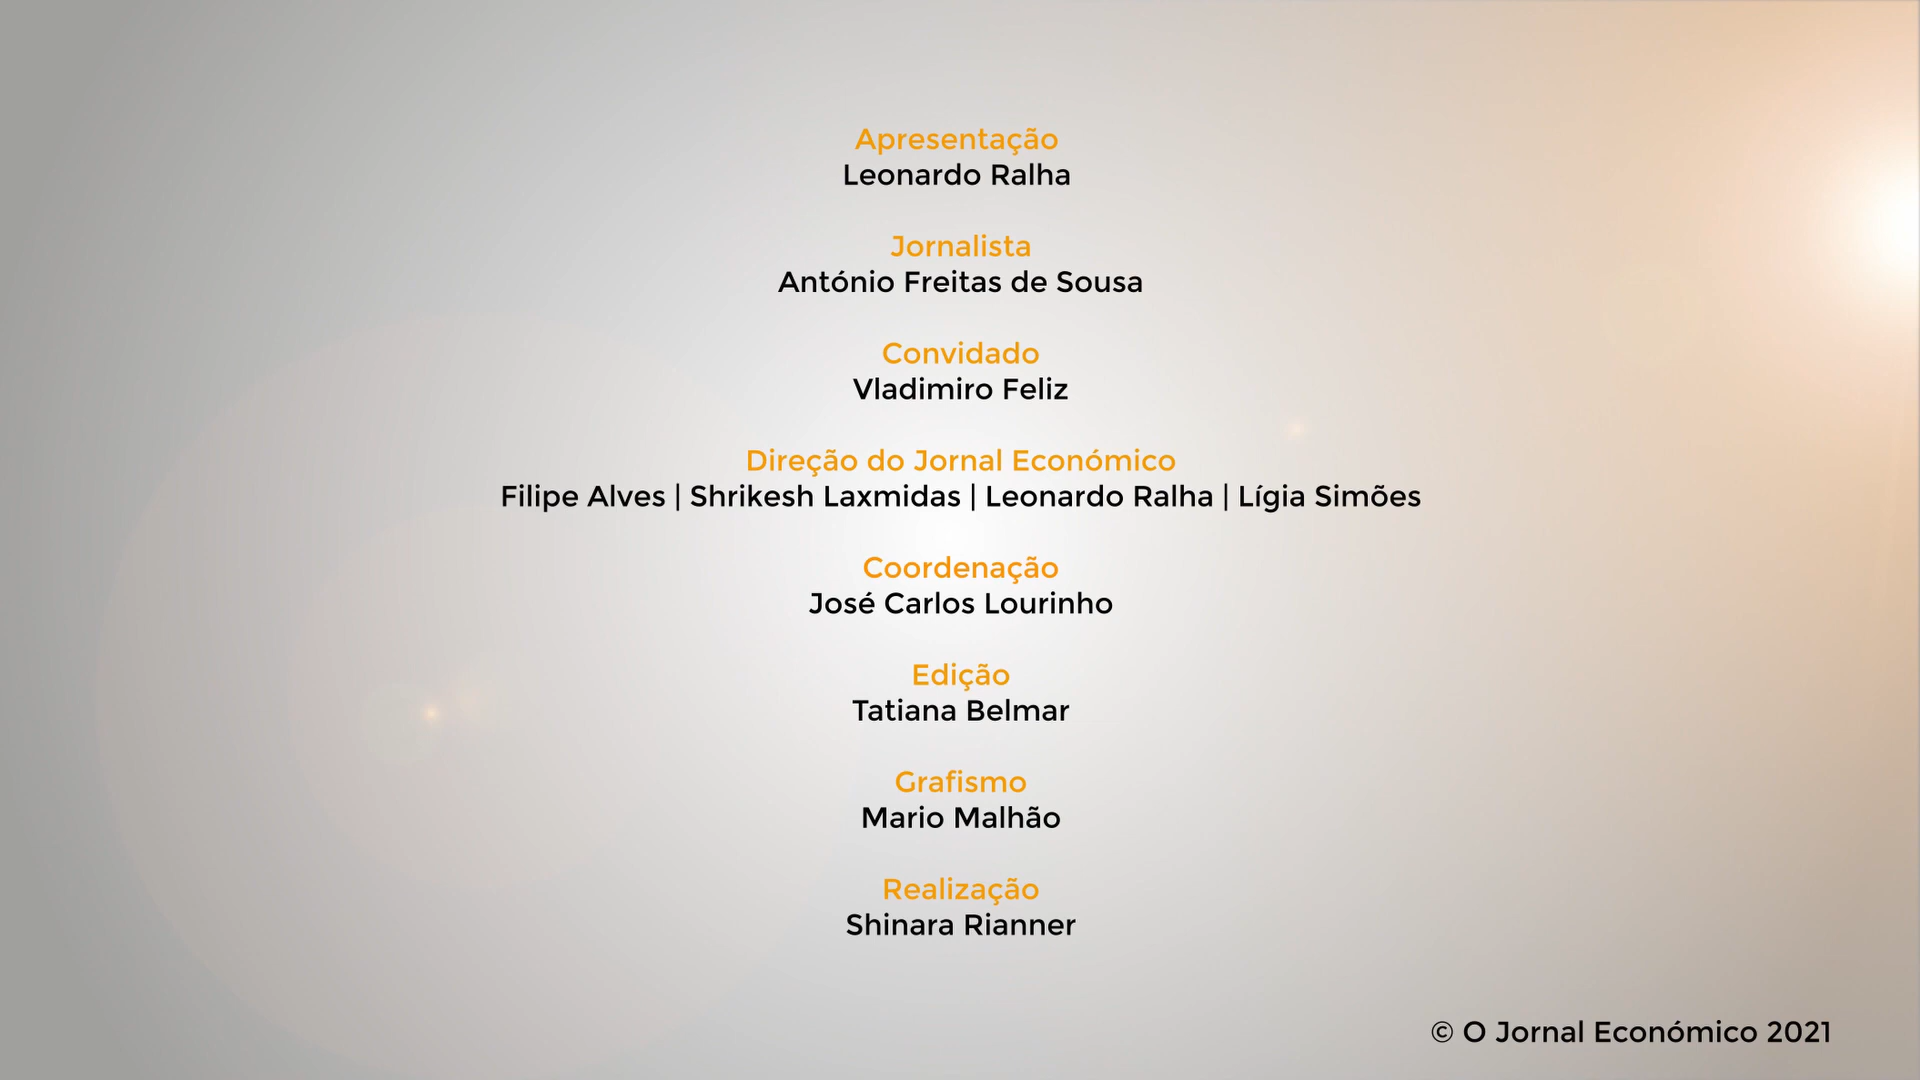 Apresentação
Leonardo Ralha
Jornalista
António Freitas de Sousa
Convidado
Vladimiro Feliz
Direção do Jornal Económico
Filipe Alves | Shrikesh Laxmidas | Leonardo Ralha | Lígia Simões
Coordenação
José Carlos Lourinho
Edição
Tatiana Belmar
Grafismo
Mario Malhão
Realização
Shinara Rianner
© O Jornal Económico 2021